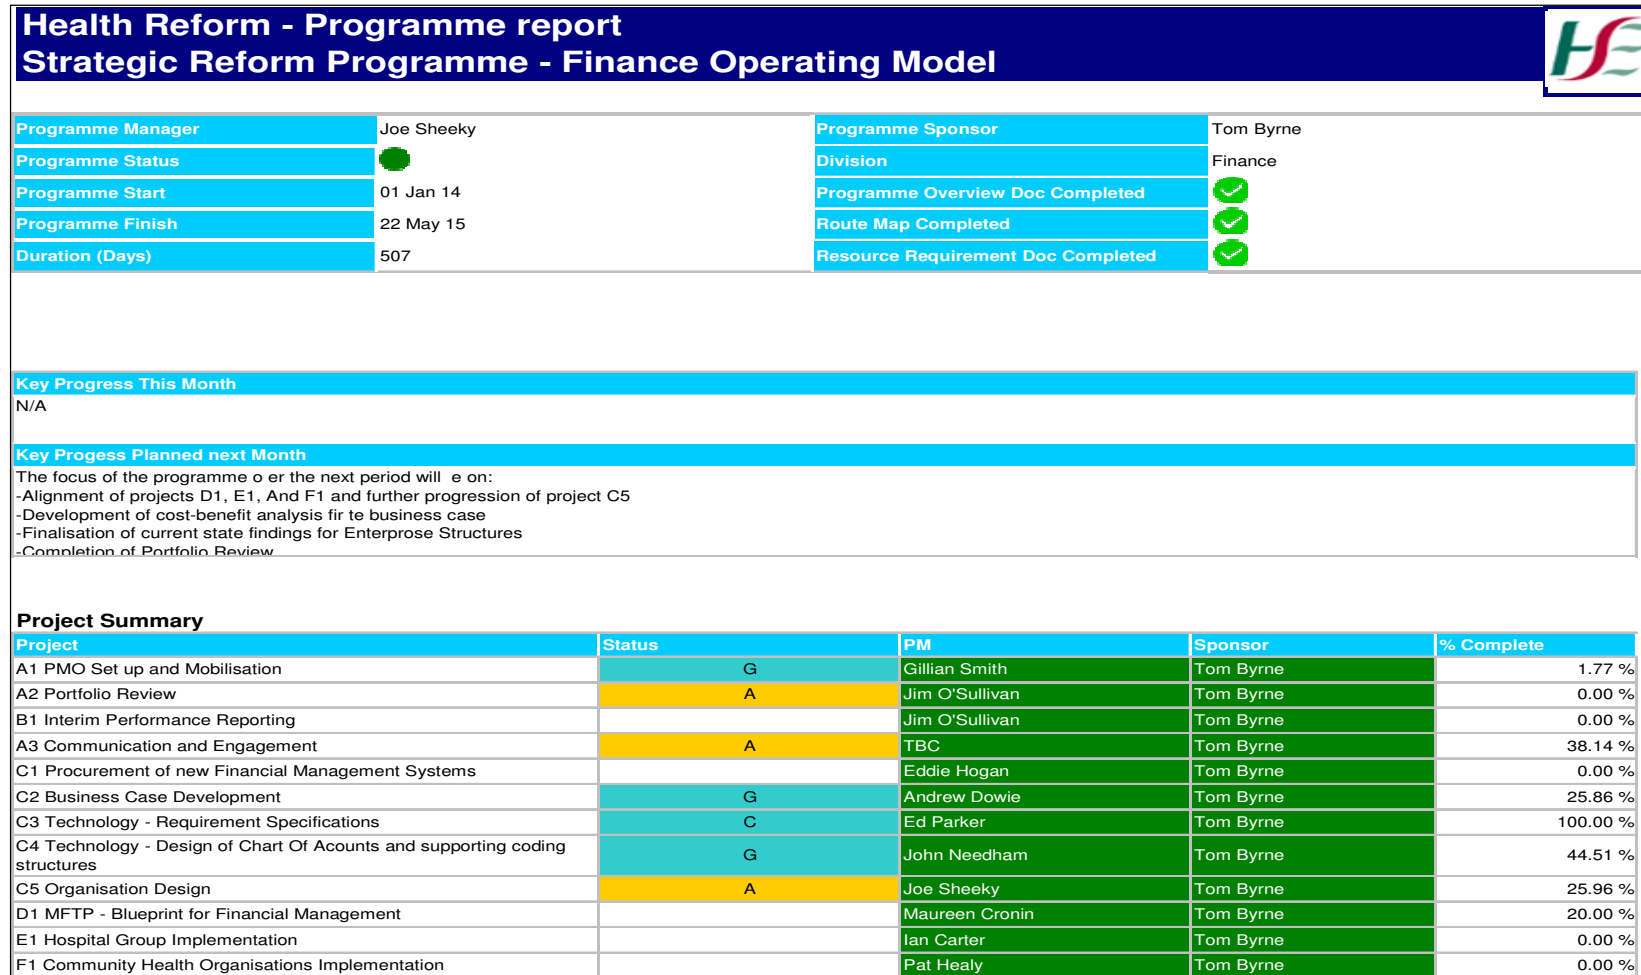 Health Reform - Programme report
Strategic Reform Programme - Finance Operating Model
HSE
Programme Manager Joe Sheeky Programme Sponsor Tom Byrne
Programme Status Division Finance
Programme Start 01 Jan 14 Programme Overview Doc Completed
Programme Finish 22 May 15 Route Map Completed
Duration (Days) 507 Resource Requirement Doc Completed
Key Progress This Month
N/A
Key Progess Planned next Month
The focus of the programme o er the next period will e on:
-Alignment of projects D1, E1, And F1 and further progression of project C5
-Development of cost-benefit analysis fir te business case
-Finalisation of current state findings for Enterprose Structures
-Completion of Portfolio Review
Project Summary
Project Status PM Sponsor % Complete
A1 PMO Set up and Mobilisation G Gillian Smith Tom Byrne 1.77 %
A2 Portfolio Review A Jim O'Sullivan Tom Byrne 0.00 %
B1 Interim Performance Reporting Jim O'Sullivan Tom Byrne 0.00 %
A3 Communication and Engagement A TBC Tom Byrne 38.14 %
C1 Procurement of new Financial Management Systems Eddie Hogan Tom Byrne 0.00 %
C2 Business Case Development G Andrew Dowie Tom Byrne 25.86 %
C3 Technology - Requirement Specifications C Ed Parker Tom Byrne 100.00 %
C4 Technology - Design of Chart Of Acounts and supporting coding
structures G John Needham Tom Byrne 44.51 %
C5 Organisation Design A Joe Sheeky Tom Byrne 25.96 %
D1 MFTP - Blueprint for Financial Management Maureen Cronin Tom Byrne 20.00 %
E1 Hospital Group Implementation Ian Carter Tom Byrne 0.00 %
F1 Community Health Organisations Implementation Pat Healy Tom Byrne 0.00 %